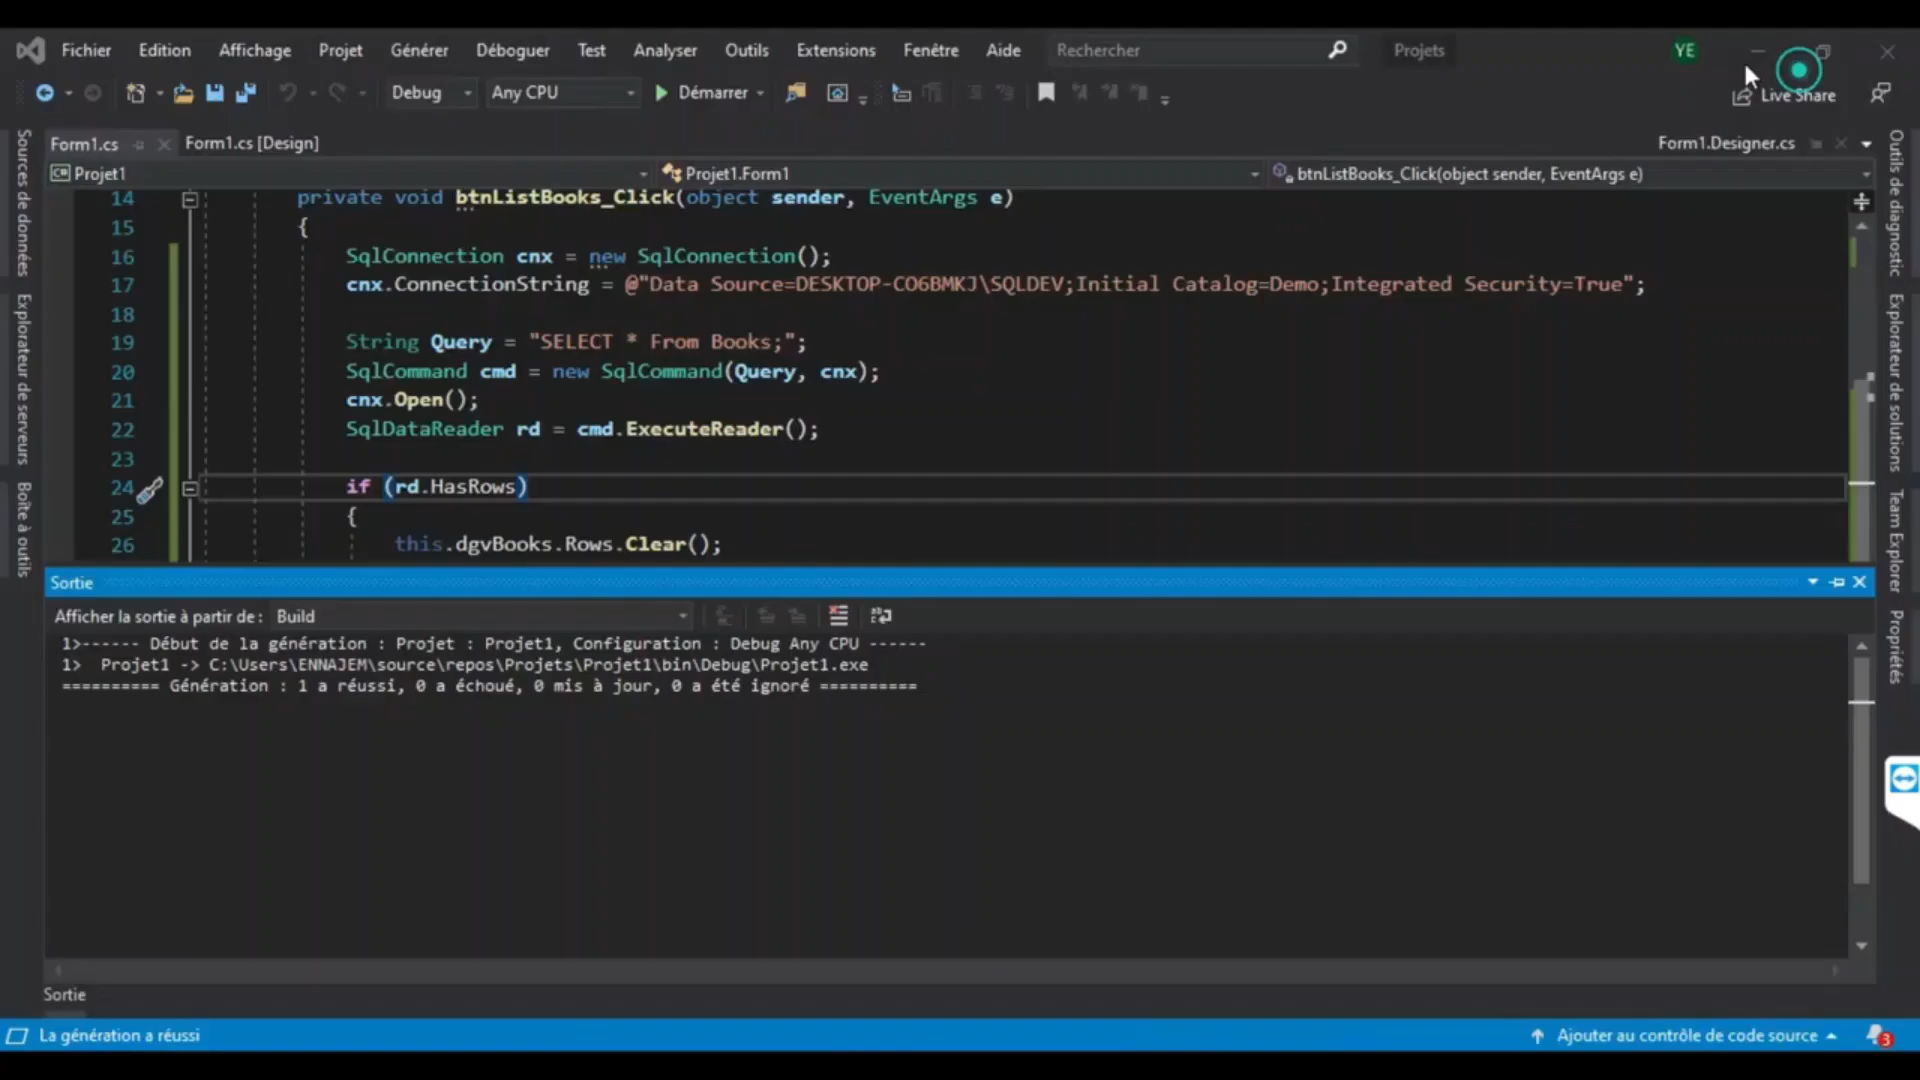 Fichier Edition Affichage Projet Générer Déboguer Test Analyser Outils Extensions Fenêtre Aide Rechercher Projets YE
Debug Any CPU Démarrer Live Share
Form1.cs Form1.cs [Design] Form1.Designer.cs
C# Projet1 Projet1.Form1 btnListBooks_Click(object sender, EventArgs e)
14 private void btnListBooks_Click(object sender, EventArgs e)
15 {
16 SqlConnection cnx = new SqlConnection();
17 cnx.ConnectionString = @"Data Source=DESKTOP-CO6BMKJ\SQLDEV;Initial Catalog=Demo;Integrated Security=True";
18
19 String Query = "SELECT * From Books;";
20 SqlCommand cmd = new SqlCommand(Query, cnx);
21 cnx.Open();
22 SqlDataReader rd = cmd.ExecuteReader();
23
24 if (rd.HasRows)
25 {
26 this.dgvBooks.Rows.Clear();
Sources de données
Explorateur de serveurs
Boîte à outils
Outils de diagnostic
Explorateur de solutions
Team Explorer
Propriétés
Sortie
Afficher la sortie à partir de : Build
1>------ Début de la génération : Projet : Projet1, Configuration : Debug Any CPU ------
1>  Projet1 -> C:\Users\ENNAJEM\source\repos\Projets\Projet1\bin\Debug\Projet1.exe
========== Génération : 1 a réussi, 0 a échoué, 0 mis à jour, 0 a été ignoré ==========
Sortie
La génération a réussi Ajouter au contrôle de code source 3